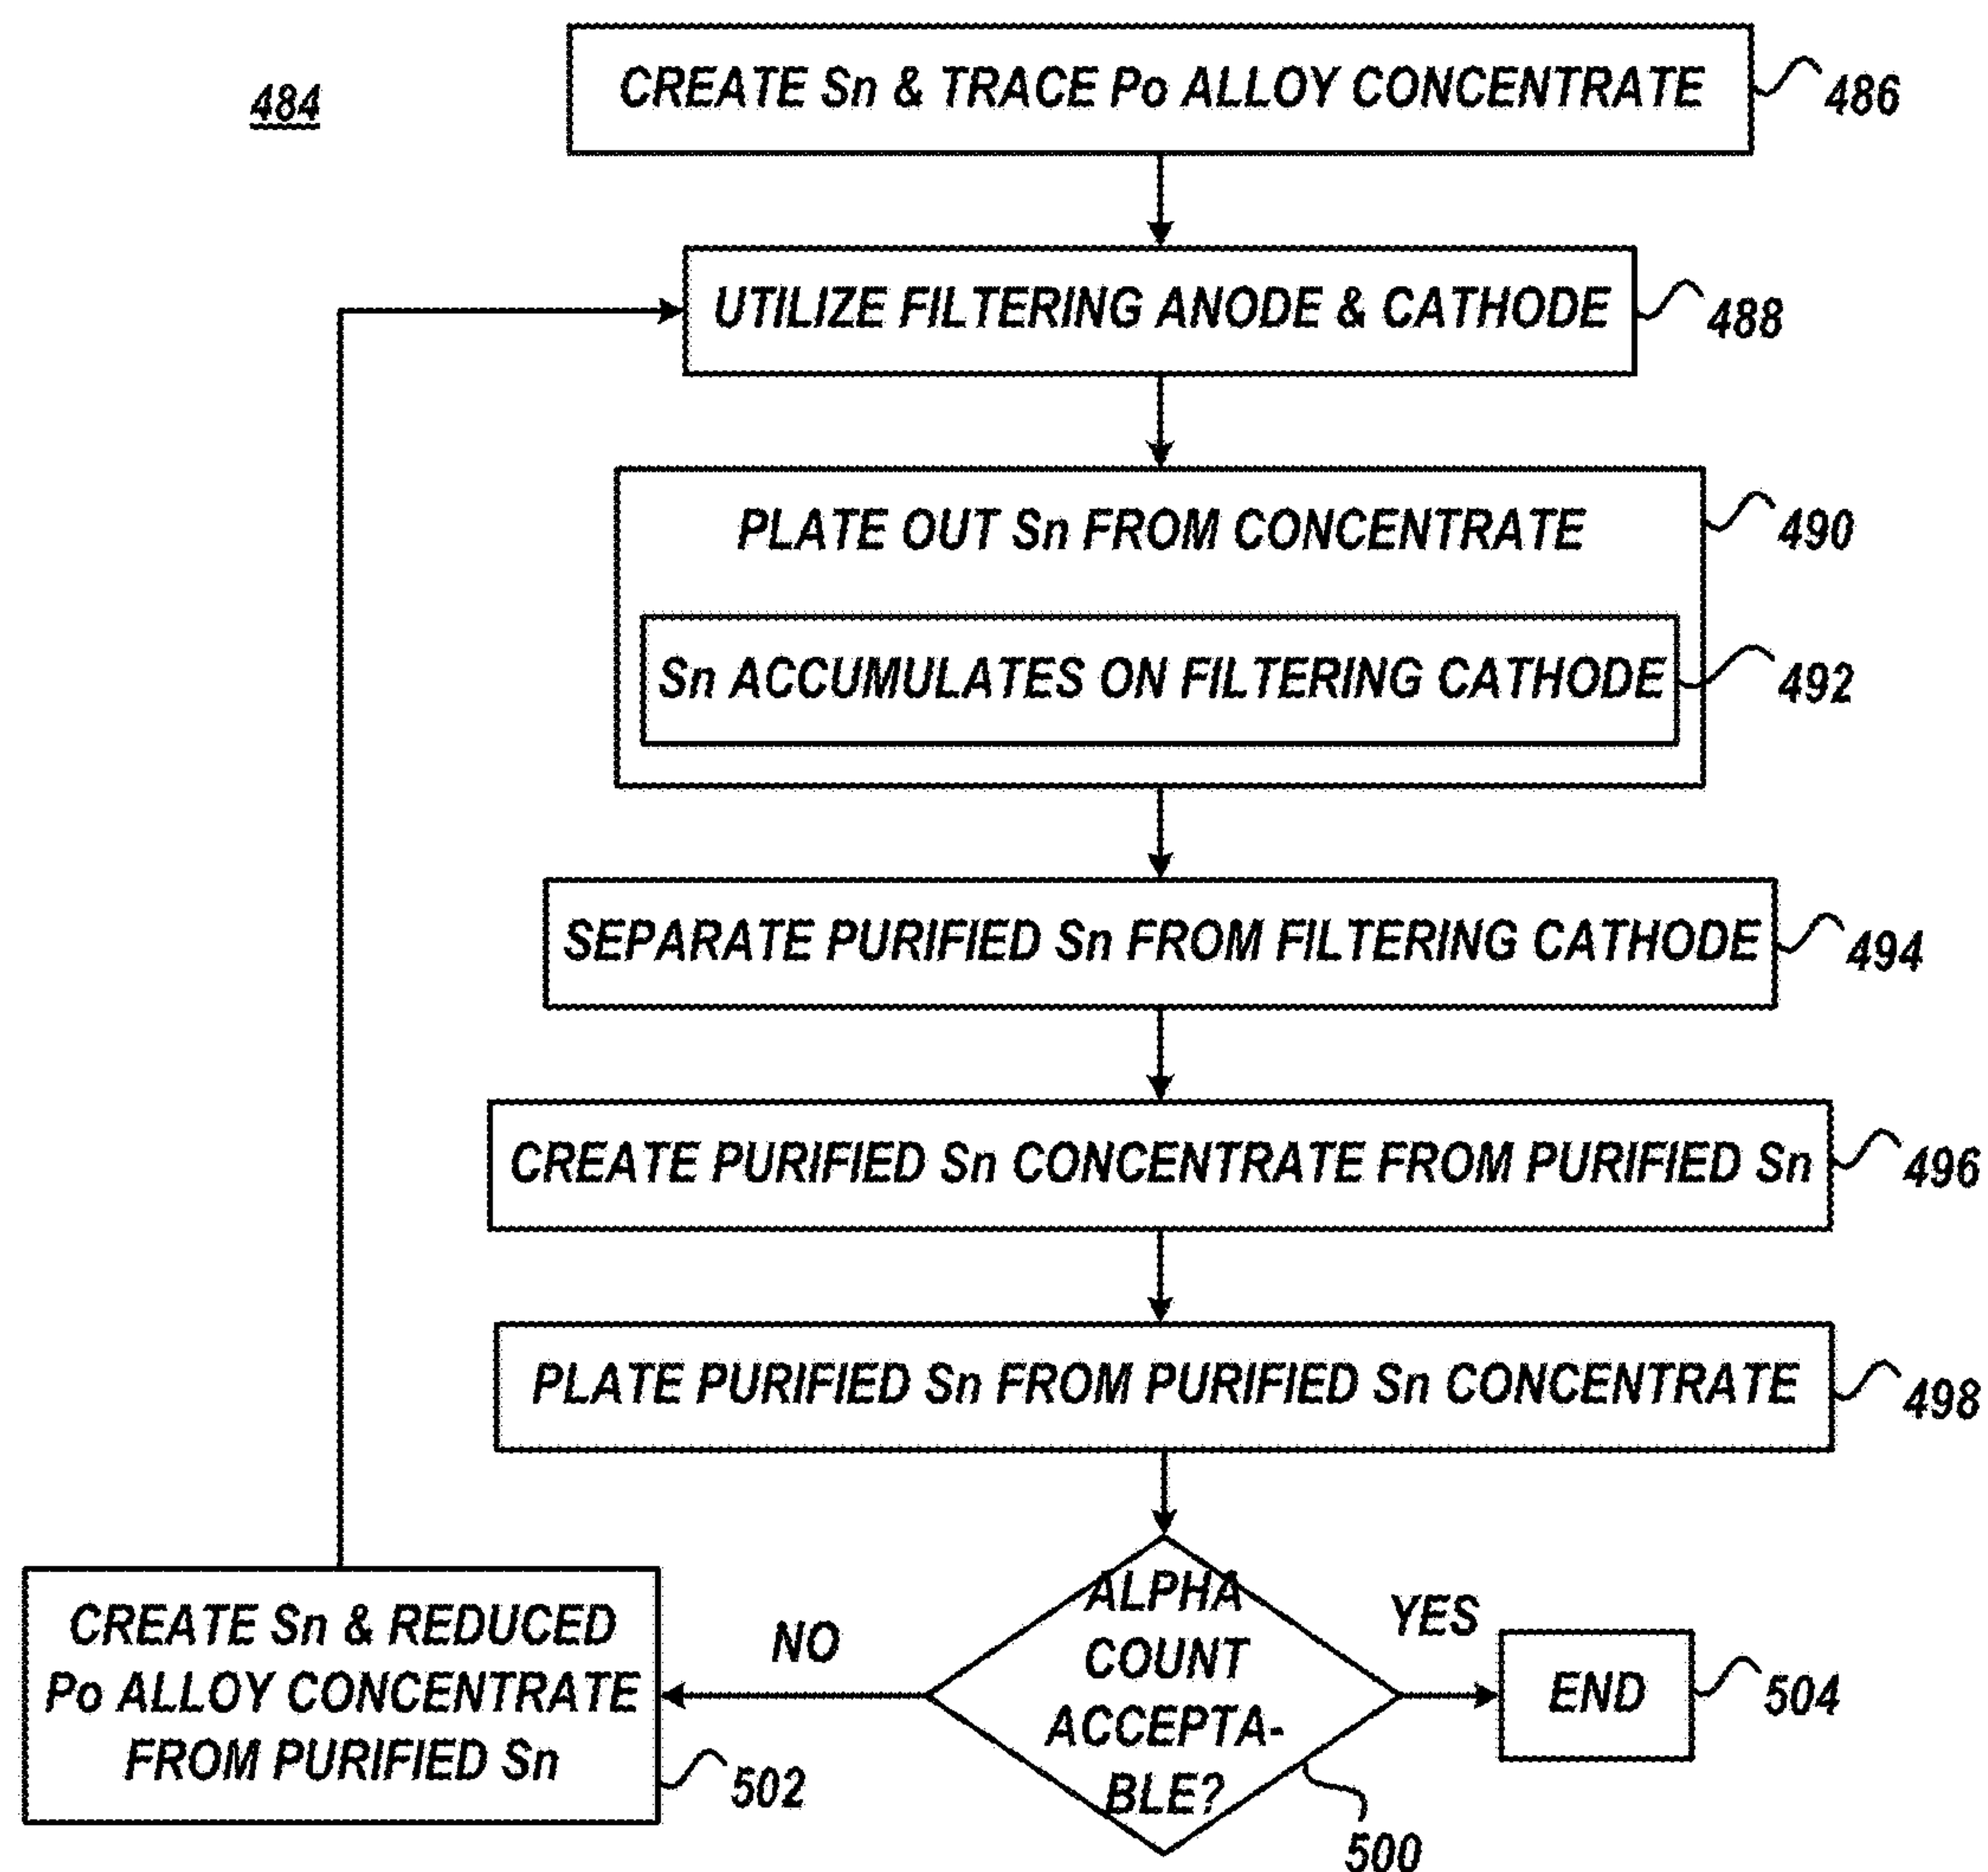 484
CREATE Sn & TRACE Po ALLOY CONCENTRATE
486
UTILIZE FILTERING ANODE & CATHODE
488
PLATE OUT Sn FROM CONCENTRATE
490
Sn ACCUMULATES ON FILTERING CATHODE
492
SEPARATE PURIFIED Sn FROM FILTERING CATHODE
494
CREATE PURIFIED Sn CONCENTRATE FROM PURIFIED Sn
496
PLATE PURIFIED Sn FROM PURIFIED Sn CONCENTRATE
498
ALPHA
COUNT
ACCEPTA-
BLE?
500
NO
YES
CREATE Sn & REDUCED
Po ALLOY CONCENTRATE
FROM PURIFIED Sn
502
END
504